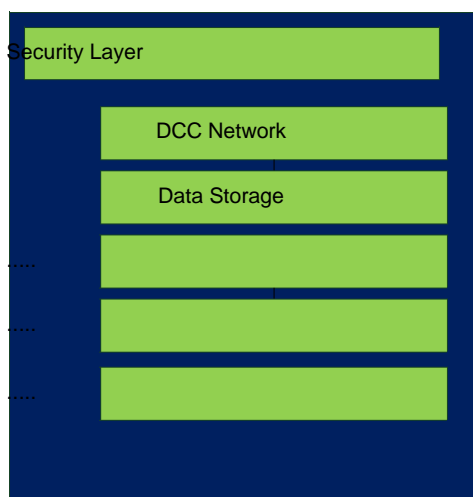 Security Layer
DCC Network
Data Storage
.....
.....
.....